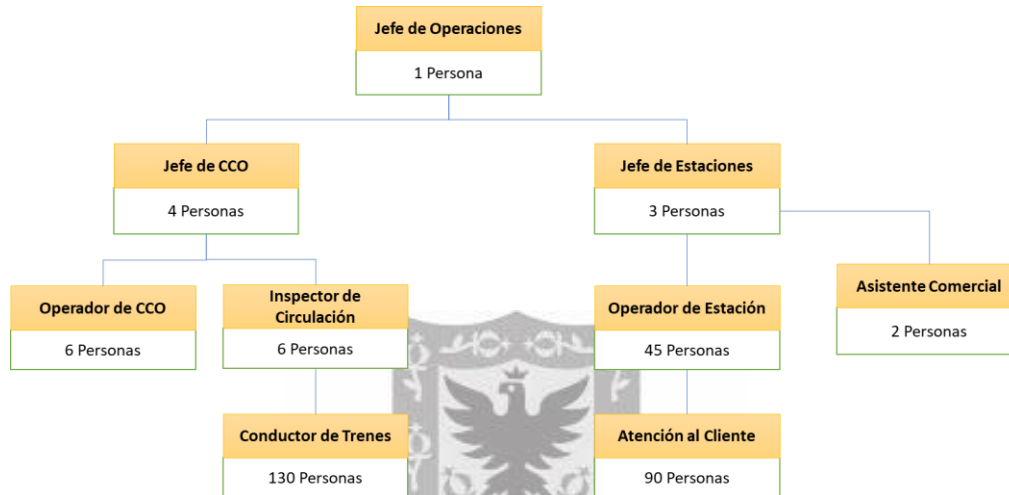 Jefe de Operaciones
1 Persona
Jefe de CCO
4 Personas
Jefe de Estaciones
3 Personas
Operador de CCO
6 Personas
Inspector de
Circulación
6 Personas
Operador de Estación
45 Personas
Asistente Comercial
2 Personas
Conductor de Trenes
130 Personas
Atención al Cliente
90 Personas